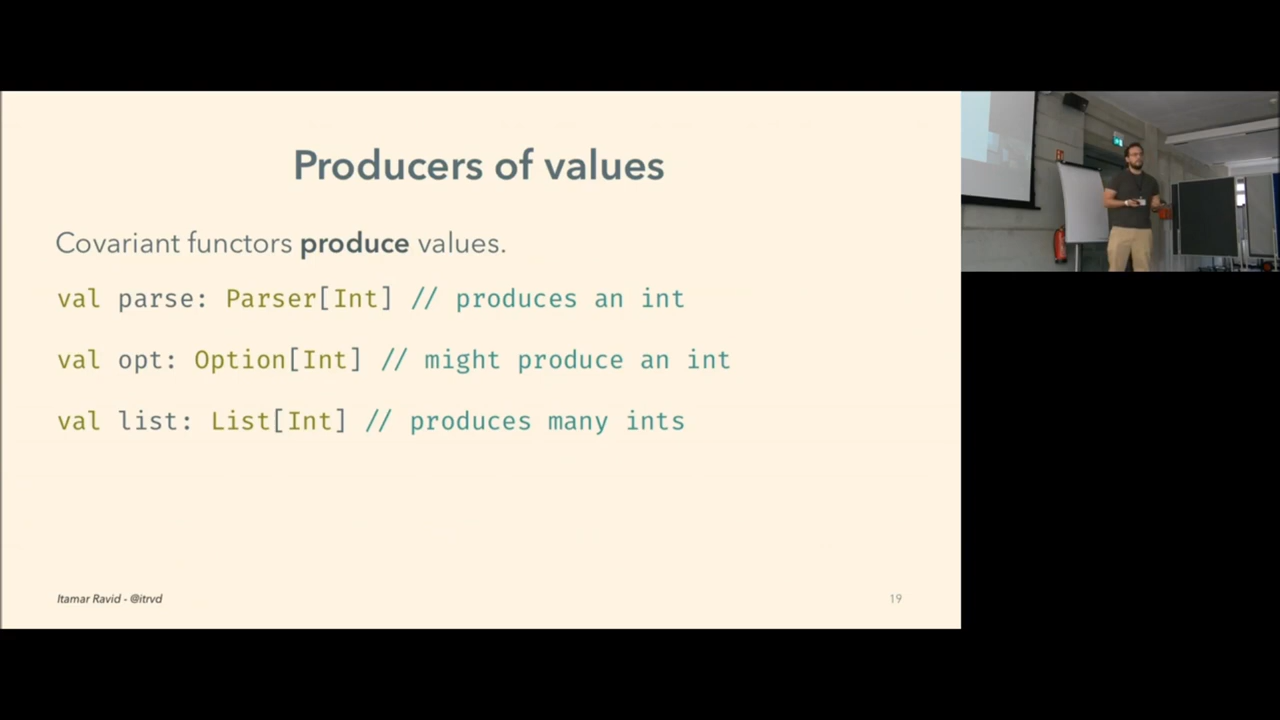 Producers of values
Covariant functors produce values.
val parse: Parser[Int] // produces an int
val opt: Option[Int] // might produce an int
val list: List[Int] // produces many ints
Itamar Ravid - @itrvd
19